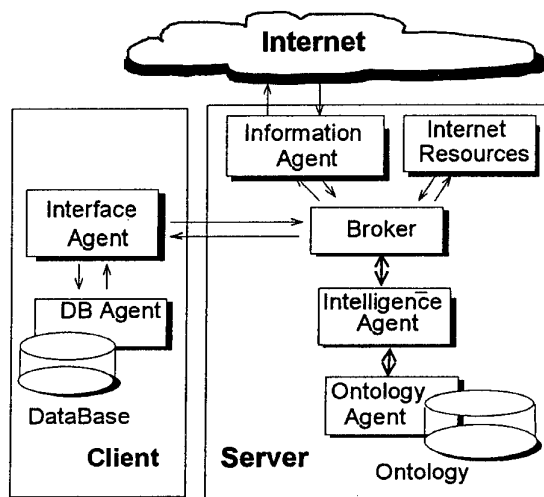 Internet
Information
Agent
Internet
Resources
Interface
Agent
Broker
DB Agent
Intelligence
Agent
Ontology
Agent
DataBase
Ontology
Client
Server